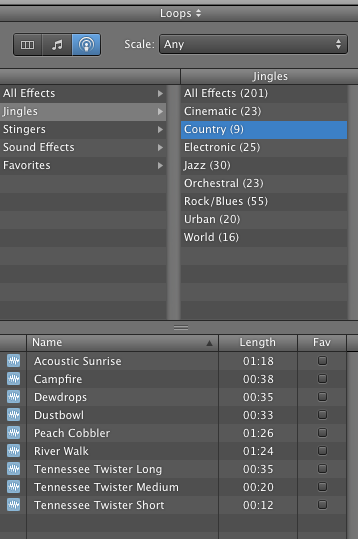 Loops
Scale: Any
Jingles
All Effects
Jingles
Stingers
Sound Effects
Favorites
All Effects (201)
Cinematic (23)
Country (9)
Electronic (25)
Jazz (30)
Orchestral (23)
Rock/Blues (55)
Urban (20)
World (16)
Name Length Fav
Acoustic Sunrise 01:18
Campfire 00:38
Dewdrops 00:35
Dustbowl 00:33
Peach Cobbler 01:26
River Walk 01:24
Tennessee Twister Long 00:35
Tennessee Twister Medium 00:20
Tennessee Twister Short 00:12